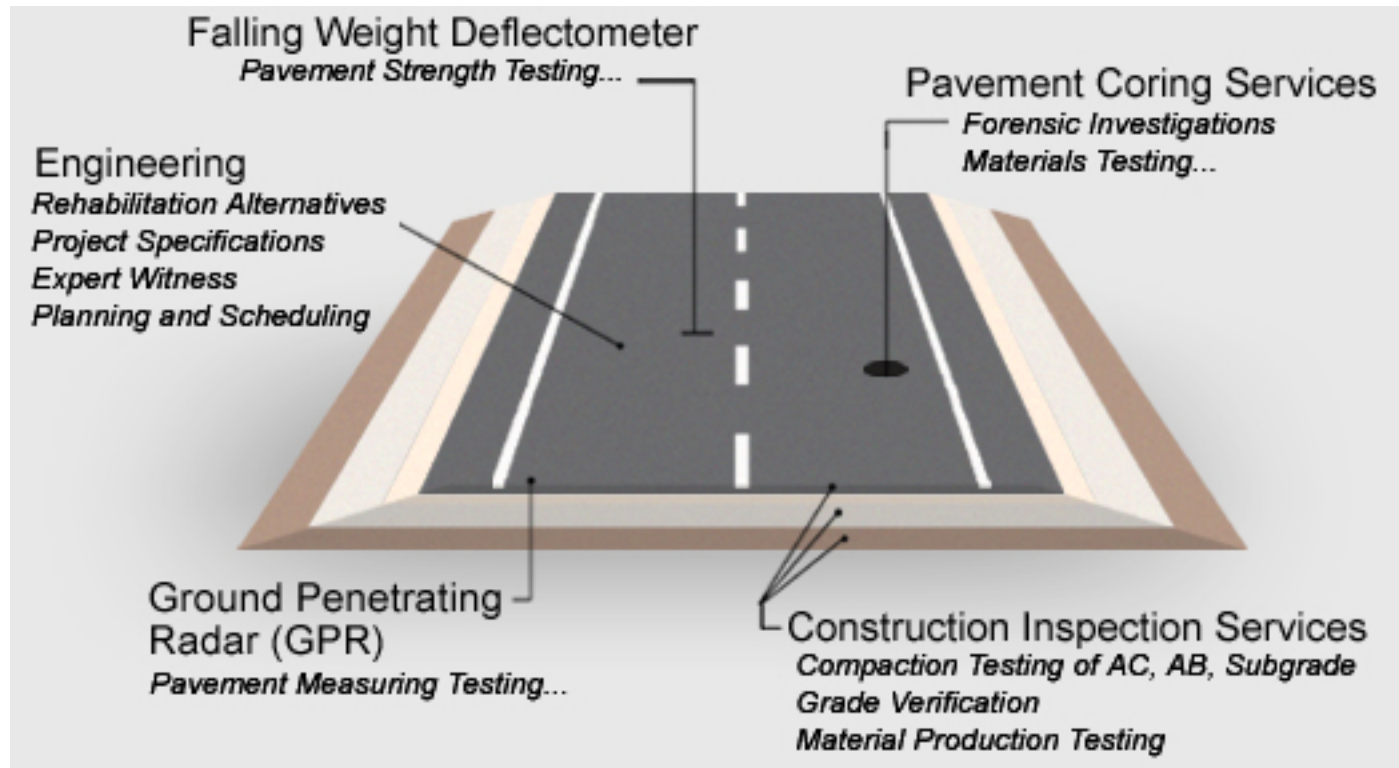 Falling Weight Deflectometer
Pavement Strength Testing...
Pavement Coring Services
Forensic Investigations
Materials Testing...
Engineering
Rehabilitation Alternatives
Project Specifications
Expert Witness
Planning and Scheduling
Ground Penetrating
Radar (GPR)
Pavement Measuring Testing...
Construction Inspection Services
Compaction Testing of AC, AB, Subgrade
Grade Verification
Material Production Testing